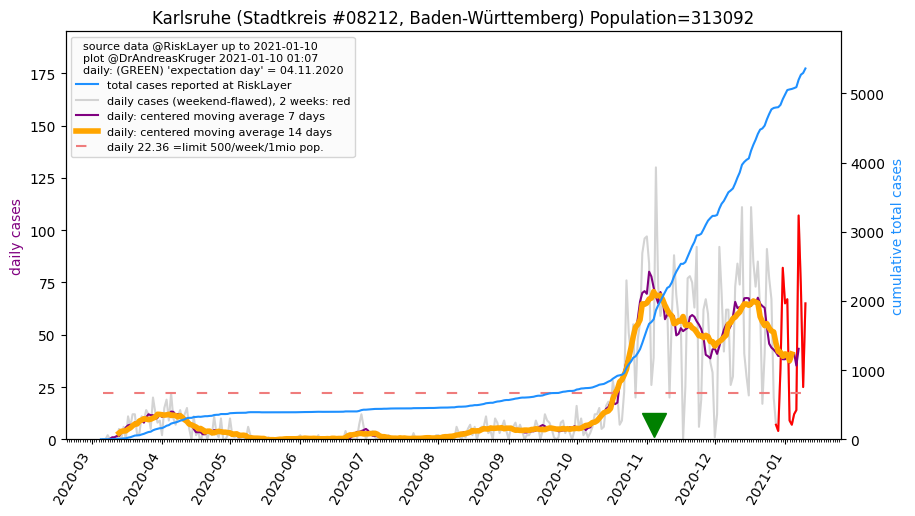 Karlsruhe (Stadtkreis #08212, Baden-Württemberg) Population=313092
source data @RiskLayer up to 2021-01-10
plot @DrAndreasKruger 2021-01-10 01:07
daily: (GREEN) 'expectation day' = 04.11.2020
total cases reported at RiskLayer
daily cases (weekend-flawed), 2 weeks: red
daily: centered moving average 7 days
daily: centered moving average 14 days
daily 22.36 =limit 500/week/1mio pop.
daily cases
175
150
125
100
75
50
25
0
cumulative total cases
5000
4000
3000
2000
1000
0
2020-03
2020-04
2020-05
2020-06
2020-07
2020-08
2020-09
2020-10
2020-11
2020-12
2021-01